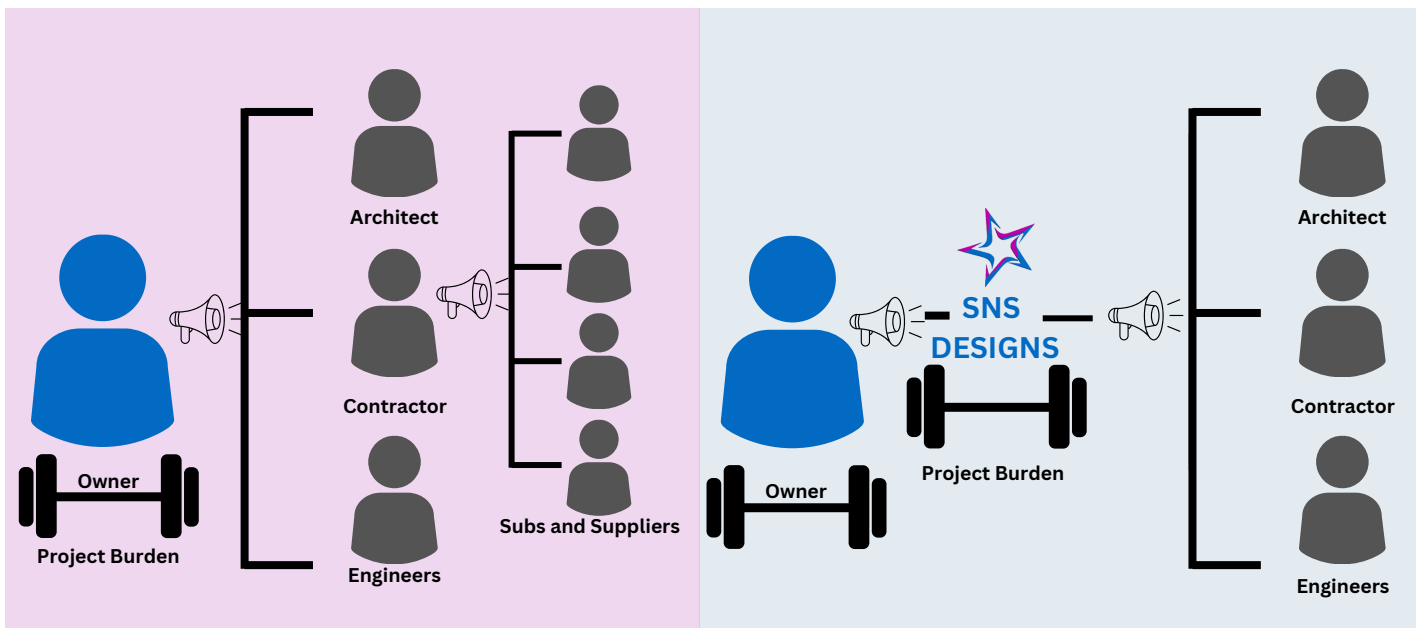 Architect
Contractor
Owner
Project Burden
Subs and Suppliers
Engineers
SNS
DESIGNS
Owner
Project Burden
Architect
Contractor
Engineers